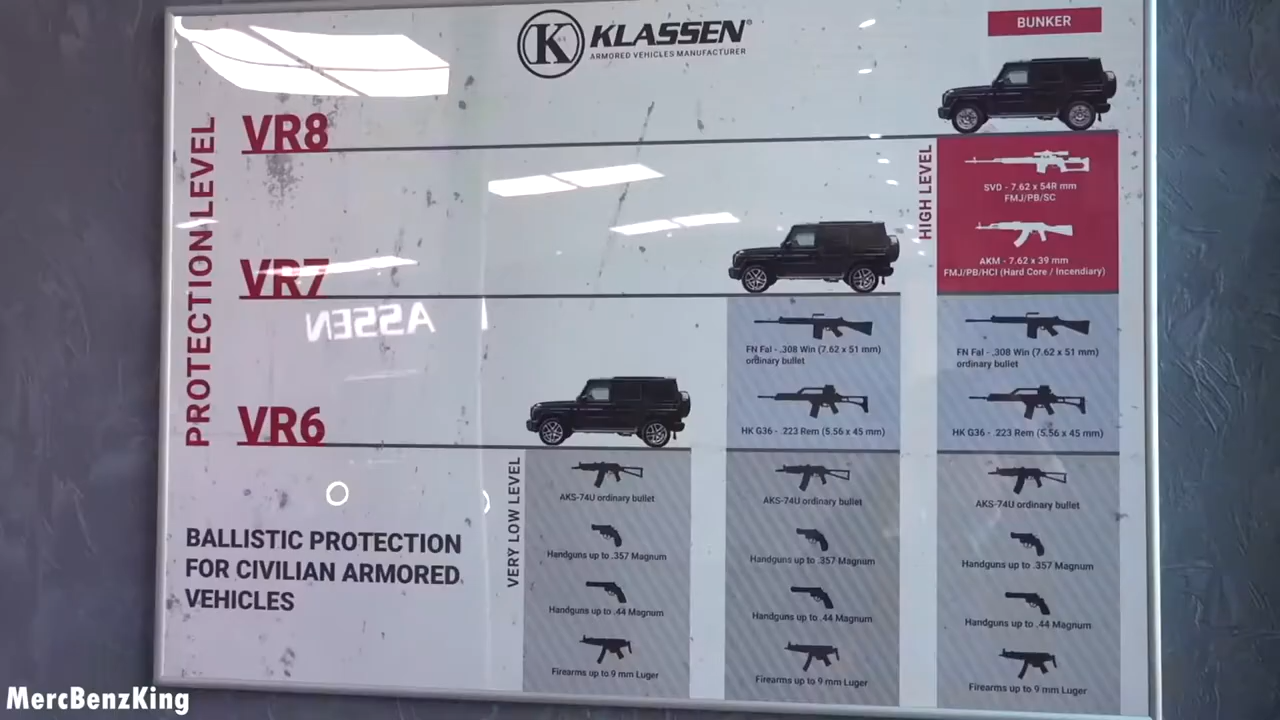 KLASSEN®
ARMORED VEHICLES MANUFACTURER
BUNKER
PROTECTION LEVEL
VR8
HIGH LEVEL
SVD - 7.62 x 54R mm
FMJ/PB/SC
AKM - 7.62 x 39 mm
FMJ/PB/HCI (Hard Core / Incendiary)
VR7
ASSEN
FN Fal - .308 Win (7.62 x 51 mm)
ordinary bullet
HK G36 - .223 Rem (5.56 x 45 mm)
FN Fal - .308 Win (7.62 x 51 mm)
ordinary bullet
HK G36 - .223 Rem (5.56 x 45 mm)
VR6
VERY LOW LEVEL
AKS-74U ordinary bullet
Handguns up to .357 Magnum
Handguns up to .44 Magnum
Firearms up to 9 mm Luger
AKS-74U ordinary bullet
Handguns up to .357 Magnum
Handguns up to .44 Magnum
Firearms up to 9 mm Luger
AKS-74U ordinary bullet
Handguns up to .357 Magnum
Handguns up to .44 Magnum
Firearms up to 9 mm Luger
BALLISTIC PROTECTION
FOR CIVILIAN ARMORED
VEHICLES
MercBenzKing